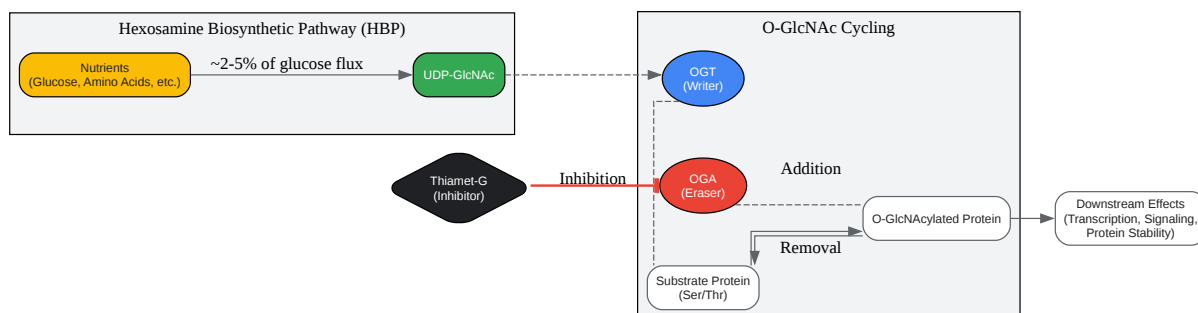 Hexosamine Biosynthetic Pathway (HBP)
Nutrients
(Glucose, Amino Acids, etc.)
~2-5% of glucose flux
UDP-GlcNAc
O-GlcNAc Cycling
OGT
(Writer)
Thiamet-G
(Inhibitor)
Inhibition
OGA
(Eraser)
Addition
O-GlcNAcylated Protein
Removal
Substrate Protein
(Ser/Thr)
Downstream Effects
(Transcription, Signaling,
Protein Stability)